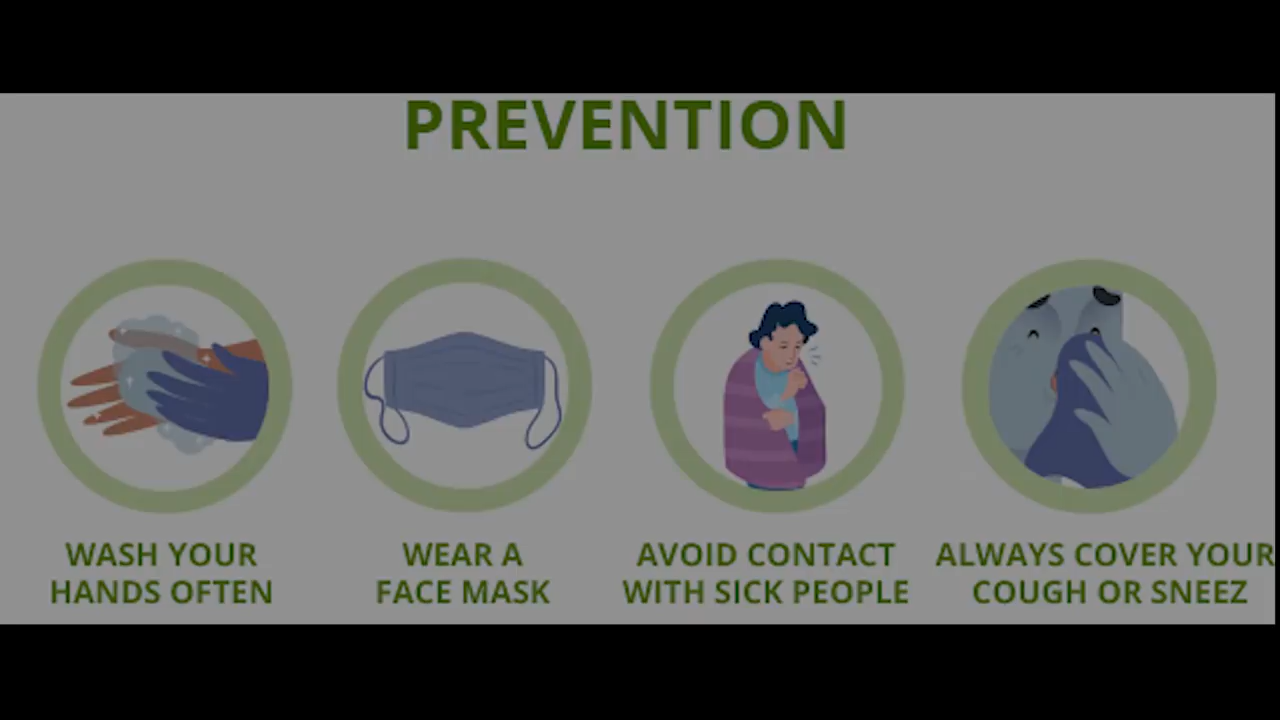 PREVENTION
WASH YOUR
HANDS OFTEN
WEAR A
FACE MASK
AVOID CONTACT
WITH SICK PEOPLE
ALWAYS COVER YOUR
COUGH OR SNEEZ